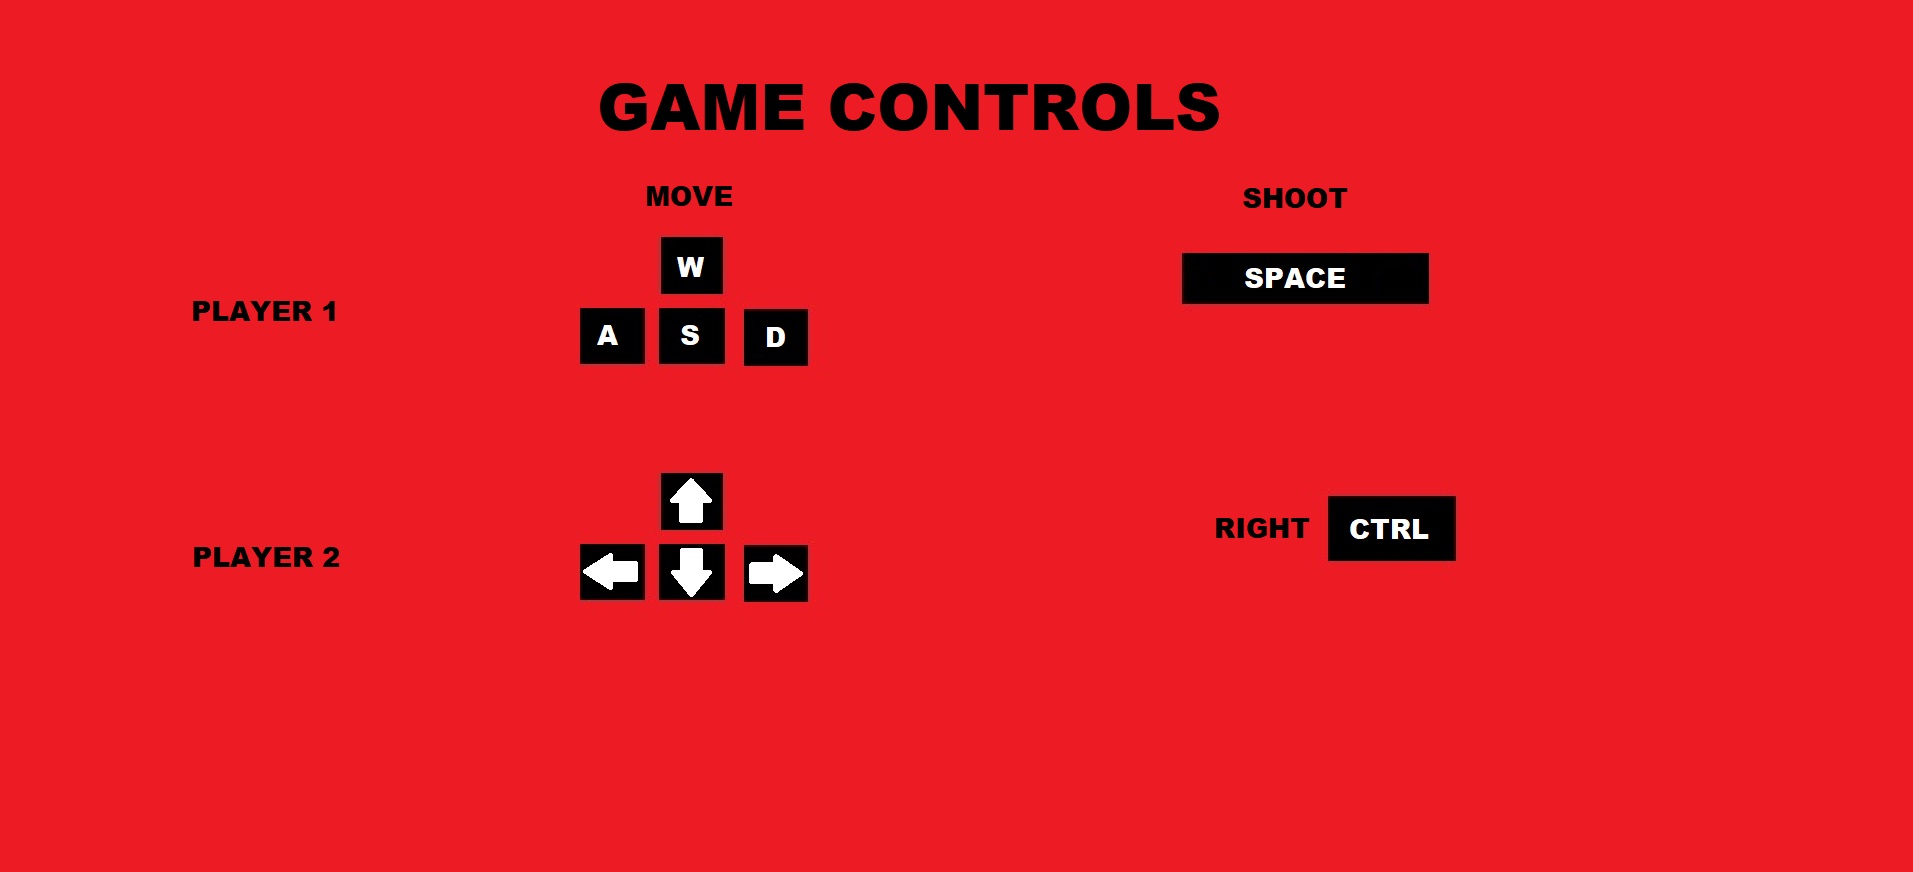 GAME CONTROLS
MOVE
SHOOT
W
SPACE
PLAYER 1
A S D
PLAYER 2
RIGHT CTRL